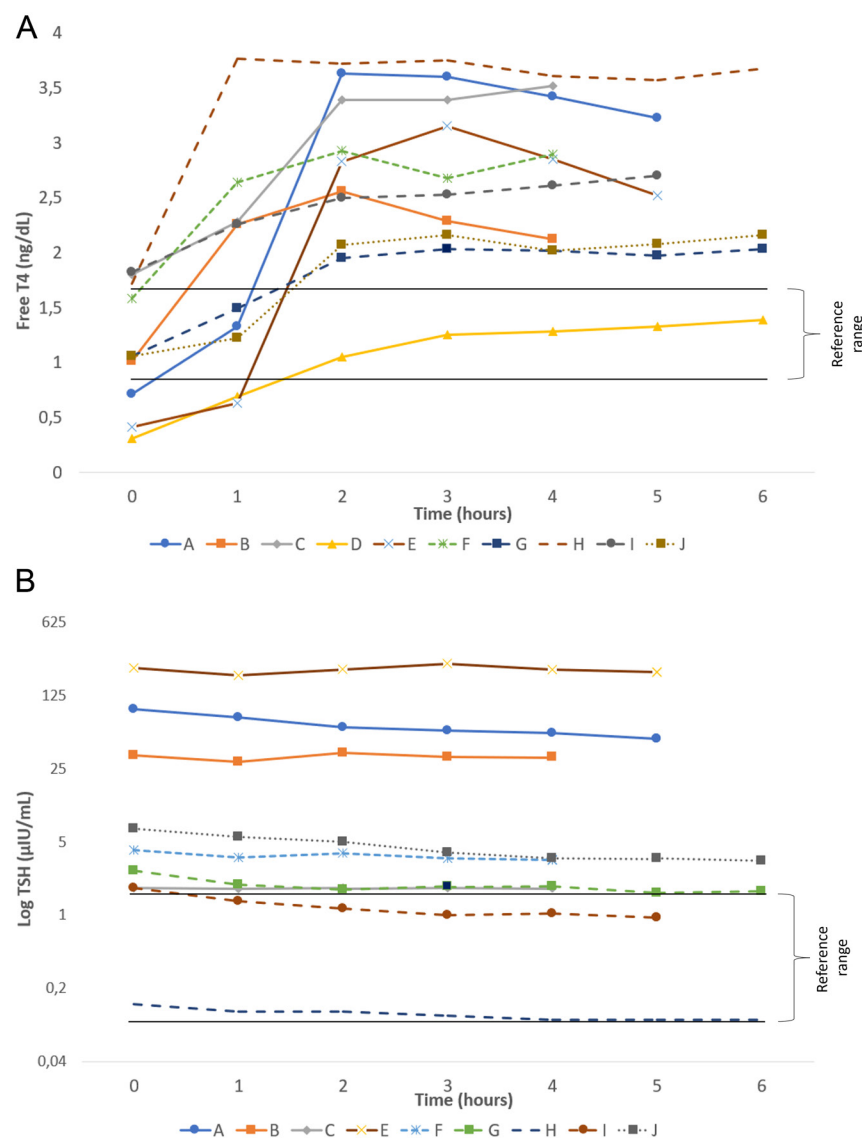 A
4
3,5
3
2,5
2
1,5
1
0,5
0
Free T4 (ng/dL)
Reference
range
0 1 2 3 4 5 6
Time (hours)
A B C D E F G H I J
B
625
125
25
5
1
0,2
0,04
Log TSH (µIU/mL)
Reference
range
0 1 2 3 4 5 6
Time (hours)
A B C E F G H I J